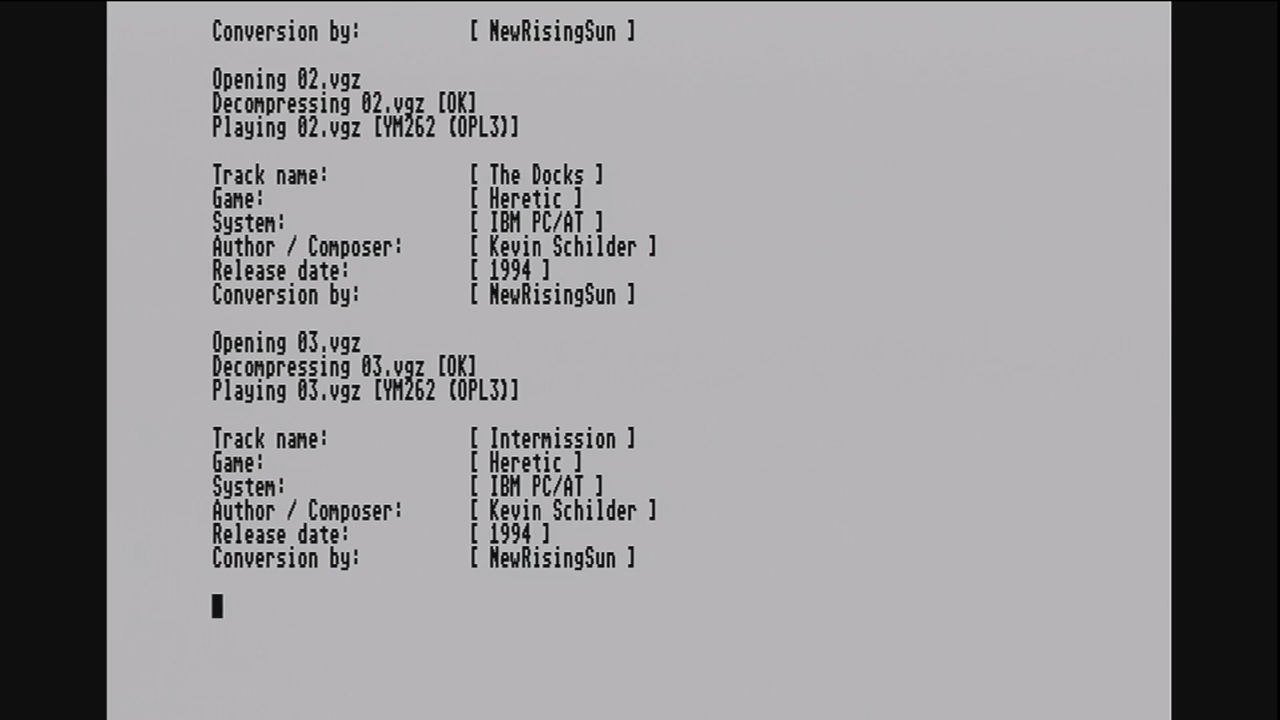 Conversion by: [ NewRisingSun ]
Opening 02.vgz
Decompressing 02.vgz [OK]
Playing 02.vgz [YM262 (OPL3)]
Track name: [ The Docks ]
Game: [ Heretic ]
System: [ IBM PC/AT ]
Author / Composer: [ Kevin Schilder ]
Release date: [ 1994 ]
Conversion by: [ NewRisingSun ]
Opening 03.vgz
Decompressing 03.vgz [OK]
Playing 03.vgz [YM262 (OPL3)]
Track name: [ Intermission ]
Game: [ Heretic ]
System: [ IBM PC/AT ]
Author / Composer: [ Kevin Schilder ]
Release date: [ 1994 ]
Conversion by: [ NewRisingSun ]